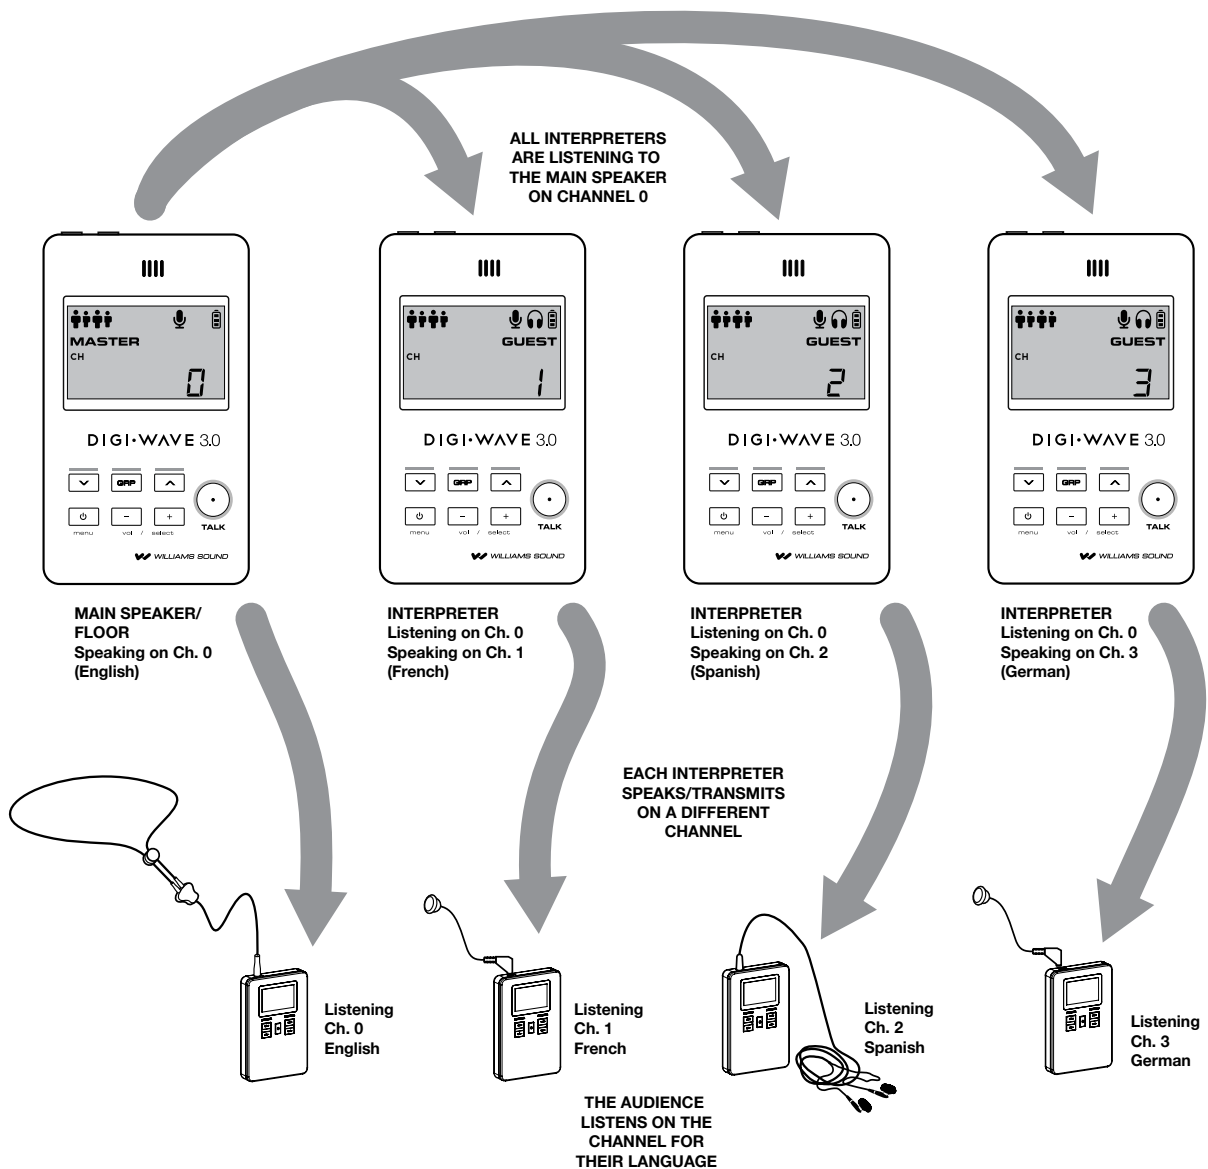 ALL INTERPRETERS
ARE LISTENING TO
THE MAIN SPEAKER
ON CHANNEL 0
MASTER
CH
0
DIGI•WAVE 3.0
GRP
TALK
menu vol / select
WILLIAMS SOUND
GUEST
CH
1
DIGI•WAVE 3.0
GRP
TALK
menu vol / select
WILLIAMS SOUND
GUEST
CH
2
DIGI•WAVE 3.0
GRP
TALK
menu vol / select
WILLIAMS SOUND
GUEST
CH
3
DIGI•WAVE 3.0
GRP
TALK
menu vol / select
WILLIAMS SOUND
MAIN SPEAKER/
FLOOR
Speaking on Ch. 0
(English)
INTERPRETER
Listening on Ch. 0
Speaking on Ch. 1
(French)
INTERPRETER
Listening on Ch. 0
Speaking on Ch. 2
(Spanish)
INTERPRETER
Listening on Ch. 0
Speaking on Ch. 3
(German)
EACH INTERPRETER
SPEAKS/TRANSMITS
ON A DIFFERENT
CHANNEL
Listening
Ch. 0
English
Listening
Ch. 1
French
Listening
Ch. 2
Spanish
Listening
Ch. 3
German
THE AUDIENCE
LISTENS ON THE
CHANNEL FOR
THEIR LANGUAGE